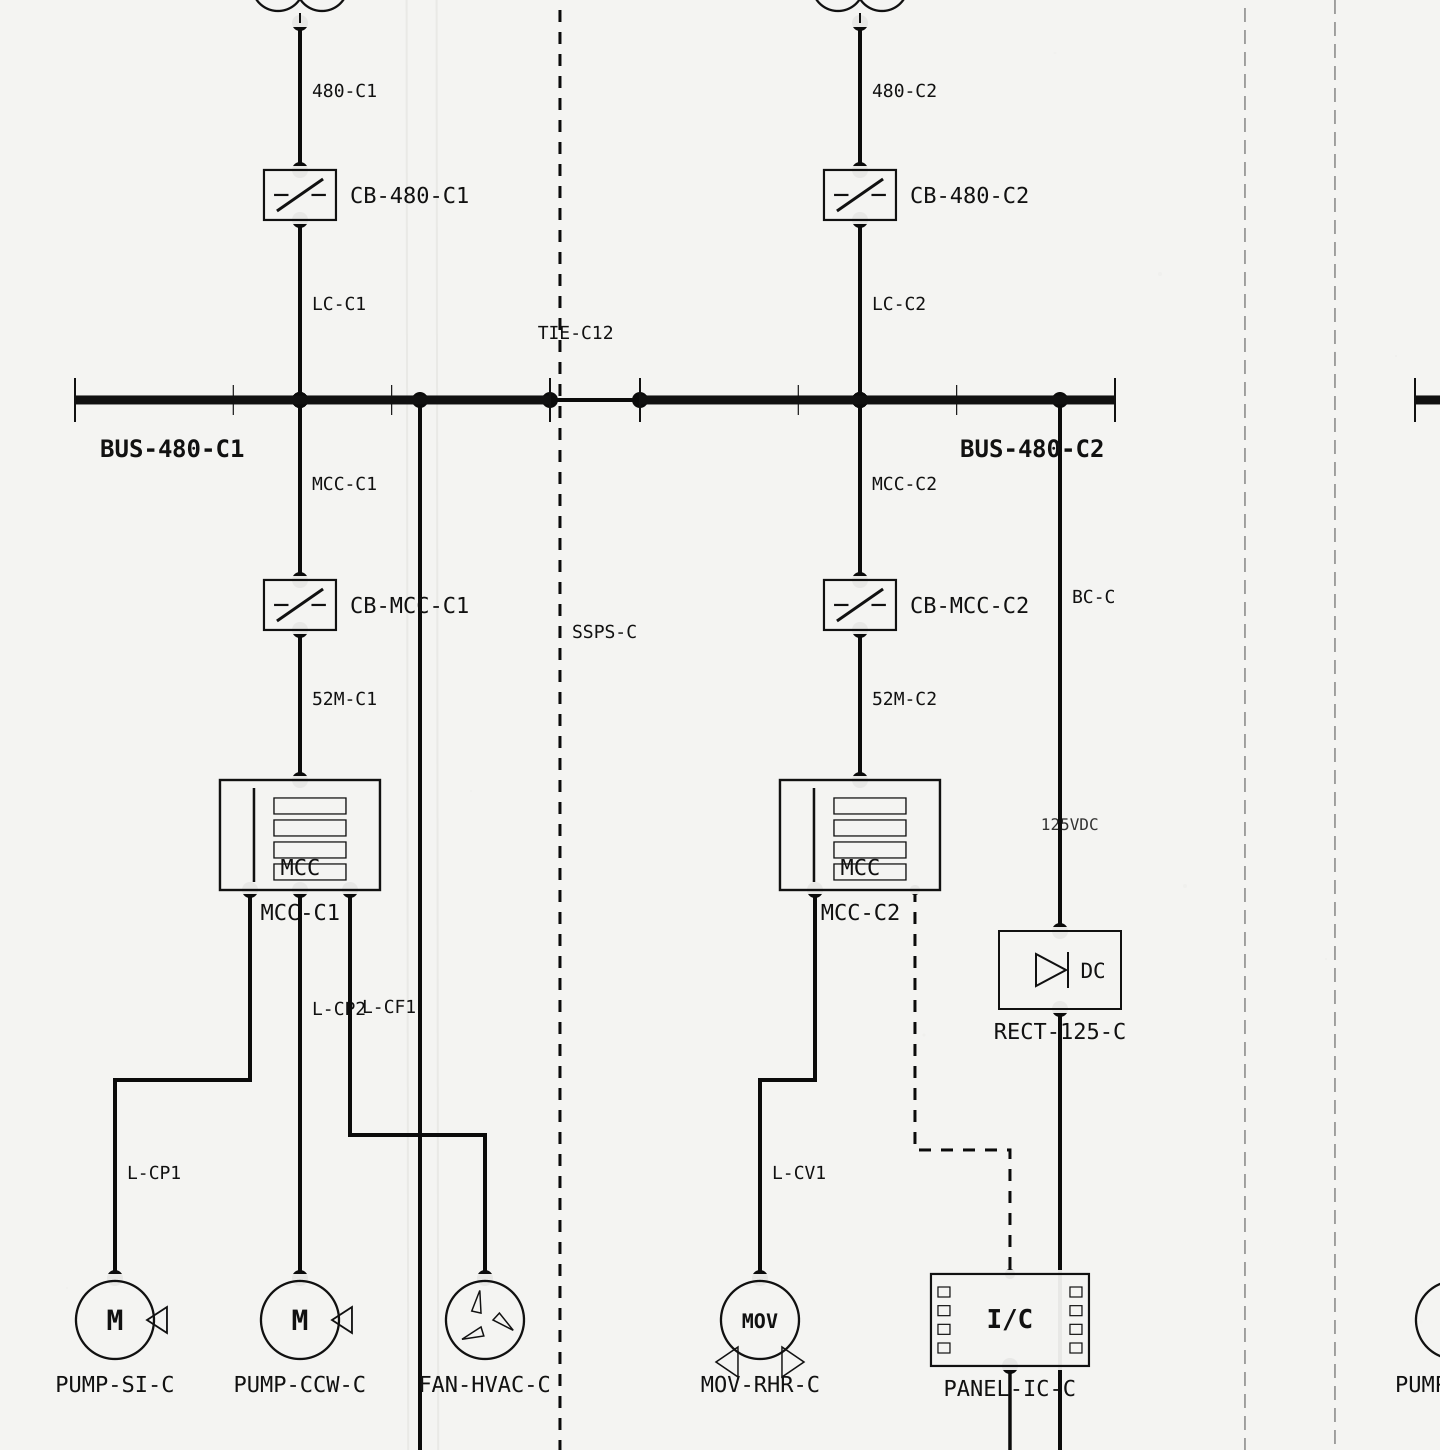 480-C1
480-C2
CB-480-C1
CB-480-C2
LC-C1
LC-C2
TIE-C12
BUS-480-C1
BUS-480-C2
MCC-C1
MCC-C2
CB-MCC-C1
CB-MCC-C2
BC-C
SSPS-C
52M-C1
52M-C2
125VDC
MCC
MCC
MCC-C1
MCC-C2
DC
L-CP2
L-CF1
RECT-125-C
L-CP1
L-CV1
M
M
MOV
I/C
PUMP-SI-C
PUMP-CCW-C
FAN-HVAC-C
MOV-RHR-C
PANEL-IC-C
PUMP